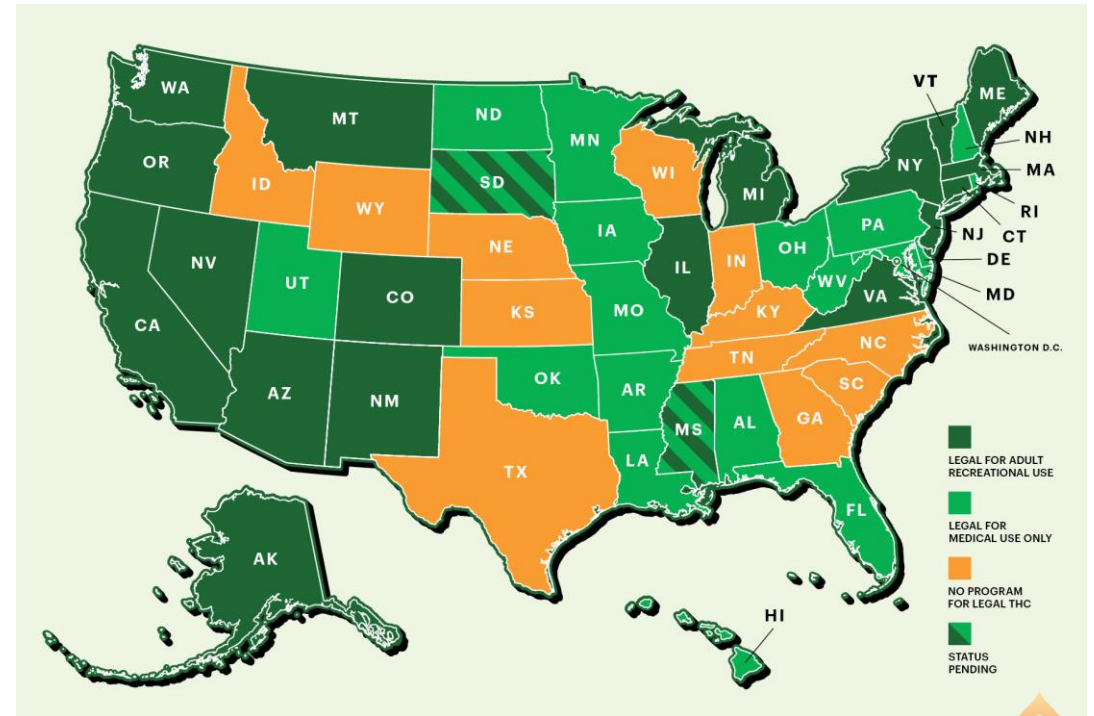 WA
MT
ND
MN
VT
ME
OR
ID
SD
WI
MI
NY
NH
MA
WY
RI
IA
PA
NJ
CT
NE
NV
OH
DE
UT
IL
IN
WV
MD
CO
VA
CA
KS
MO
KY
WASHINGTON D.C.
NC
TN
OK
AZ
NM
AR
SC
MS
AL
GA
TX
LA
FL
AK
HI
LEGAL FOR ADULT
RECREATIONAL USE
LEGAL FOR
MEDICAL USE ONLY
NO PROGRAM
FOR LEGAL THC
STATUS
PENDING